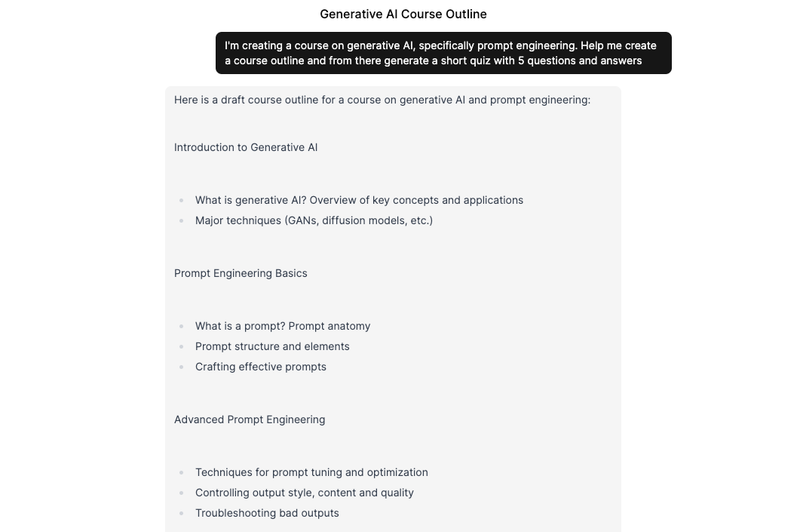 Generative AI Course Outline
I'm creating a course on generative AI, specifically prompt engineering. Help me create
a course outline and from there generate a short quiz with 5 questions and answers
Here is a draft course outline for a course on generative AI and prompt engineering:
Introduction to Generative AI
What is generative AI? Overview of key concepts and applications
Major techniques (GANs, diffusion models, etc.)
Prompt Engineering Basics
What is a prompt? Prompt anatomy
Prompt structure and elements
Crafting effective prompts
Advanced Prompt Engineering
Techniques for prompt tuning and optimization
Controlling output style, content and quality
Troubleshooting bad outputs